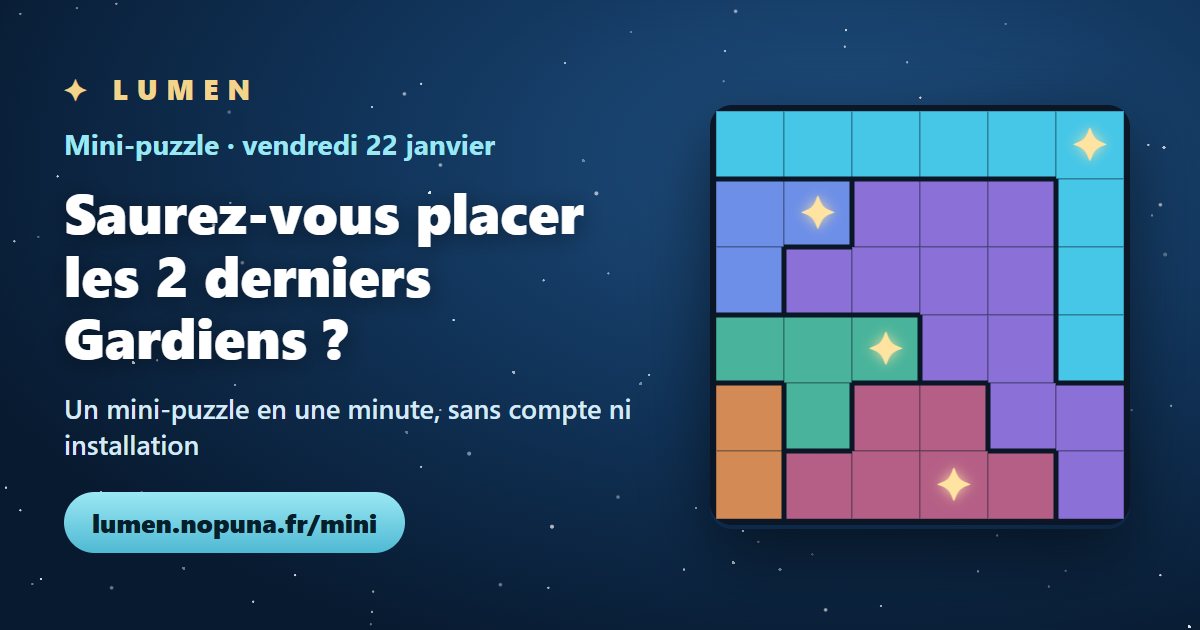 LUMEN
Mini-puzzle · vendredi 22 janvier
Saurez-vous placer
les 2 derniers
Gardiens ?
Un mini-puzzle en une minute, sans compte ni
installation
lumen.nopuna.fr/mini